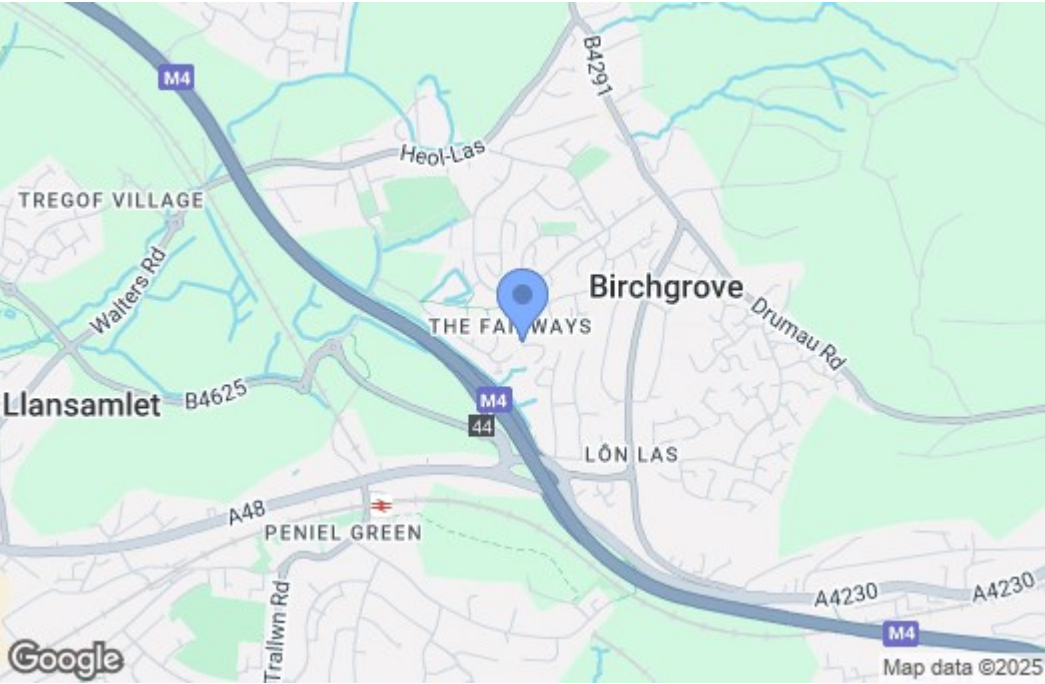 M4
B4291
Heol-Las
TREGOF VILLAGE
Walters Rd
Birchgrove
THE FAIRWAYS
Drumau Rd
B4625
Llansamlet
M4
44
LÔN LAS
A48
PENIEL GREEN
Trallwn Rd
A4230
A4230
M4
Google
Map data ©2025